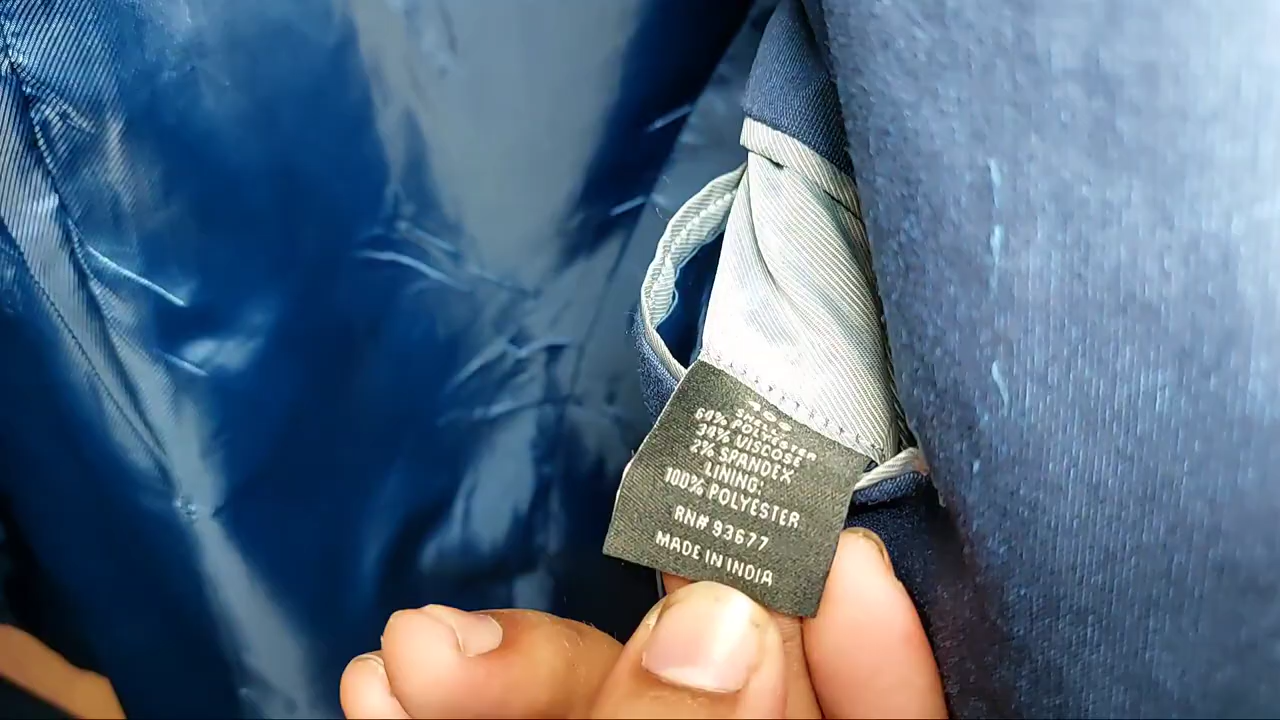 SHELL:
64% POLYESTER
34% VISCOSE
2% SPANDEX
LINING:
100% POLYESTER
RN# 93677
MADE IN INDIA